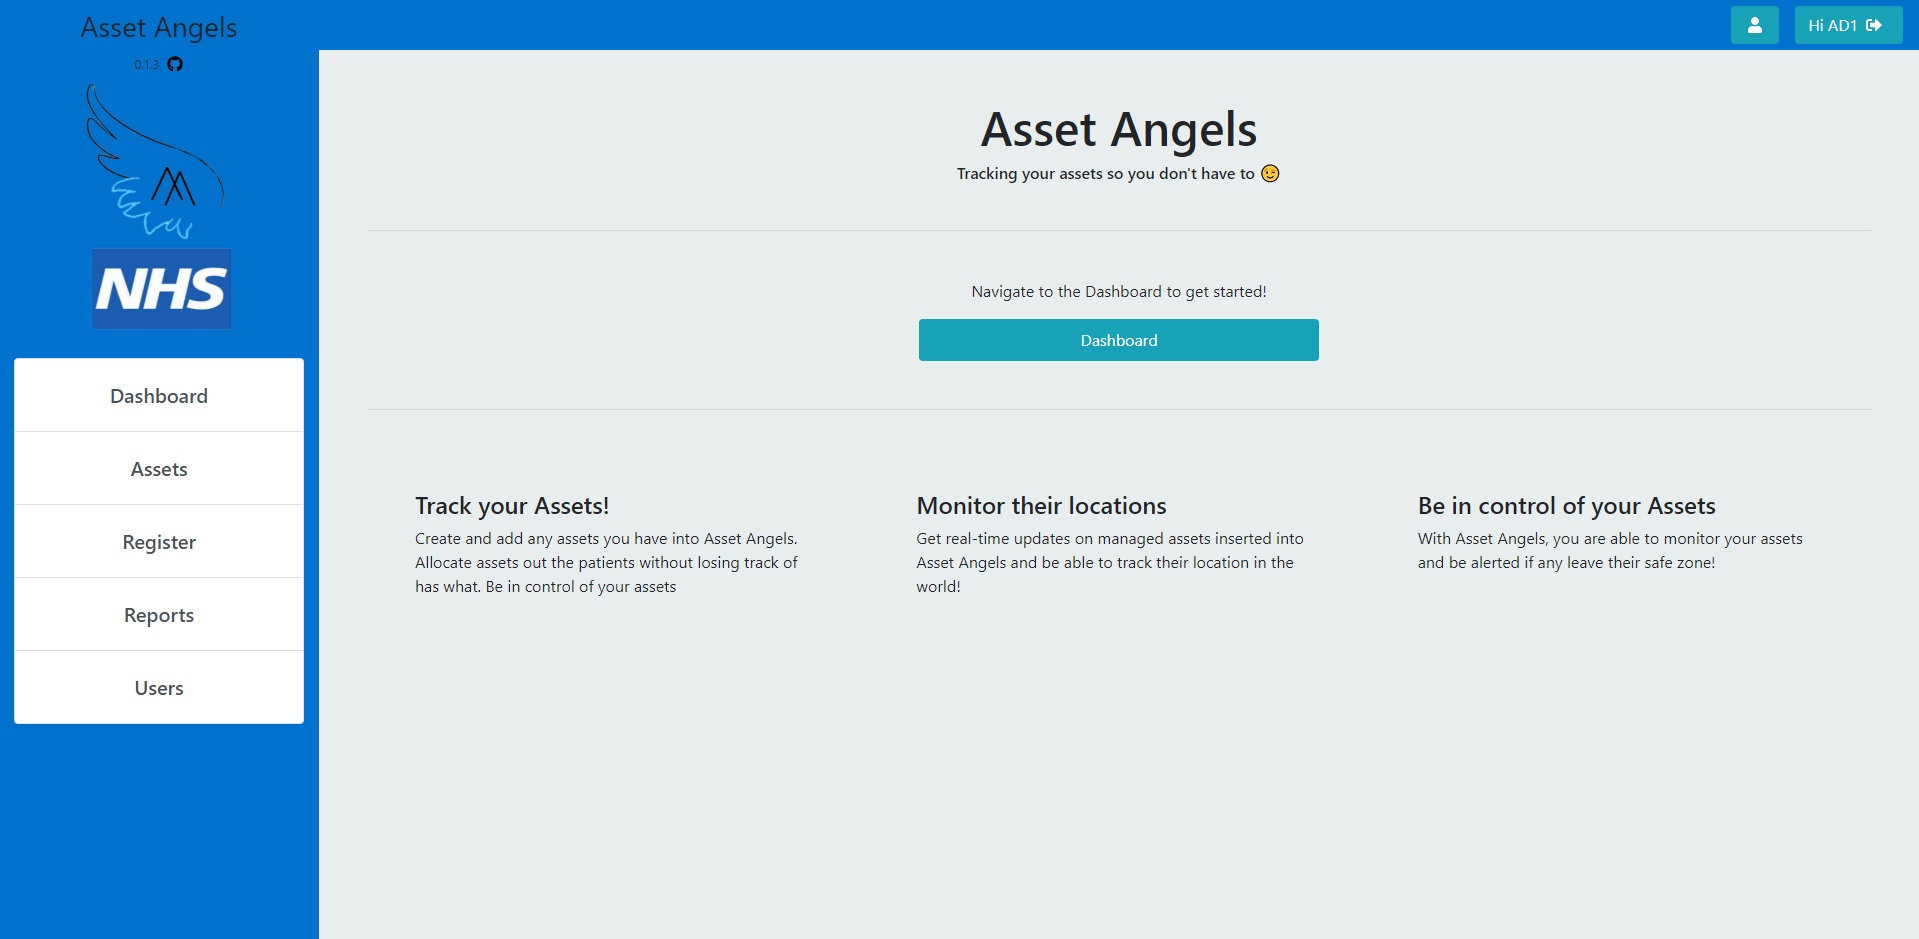 Asset Angels
0.1.3
NHS
Dashboard
Assets
Register
Reports
Users
Hi AD1
Asset Angels
Tracking your assets so you don't have to 😉
Navigate to the Dashboard to get started!
Dashboard
Track your Assets!
Create and add any assets you have into Asset Angels.
Allocate assets out the patients without losing track of
has what. Be in control of your assets
Monitor their locations
Get real-time updates on managed assets inserted into
Asset Angels and be able to track their location in the
world!
Be in control of your Assets
With Asset Angels, you are able to monitor your assets
and be alerted if any leave their safe zone!